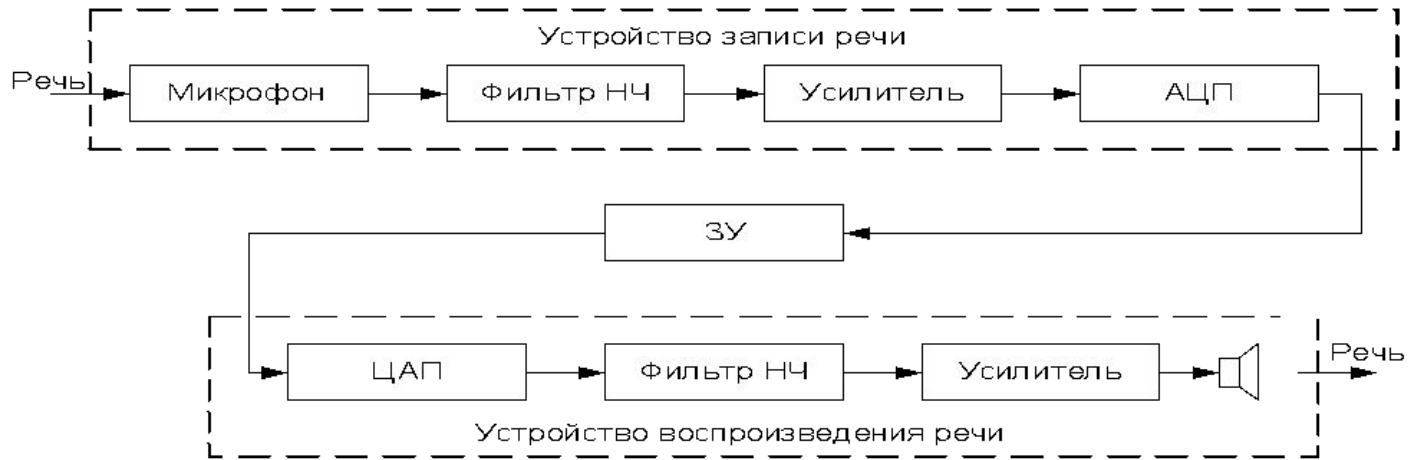 Устройство записи речи
Речь
Микрофон
Фильтр НЧ
Усилитель
АЦП
ЗУ
ЦАП
Фильтр НЧ
Усилитель
Речь
Устройство воспроизведения речи